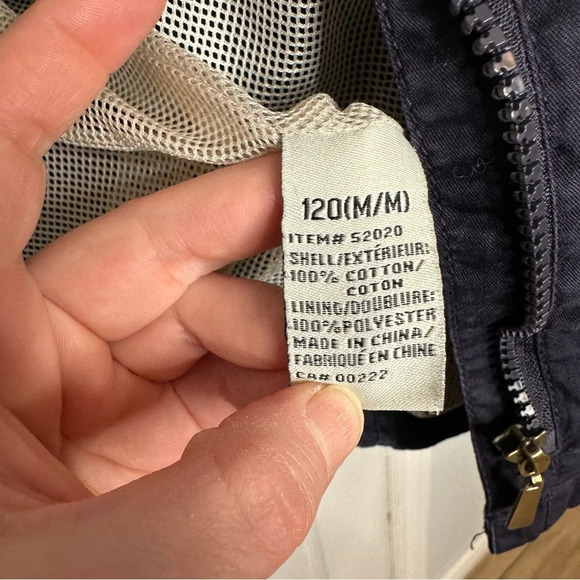 120(M/M)
ITEM# 52020
SHELL/EXTÉRIEUR:
100% COTTON/
COTON
LINING/DOUBLURE:
100%POLYESTER
MADE IN CHINA/
FABRIQUÉ EN CHINE
CA# 00222